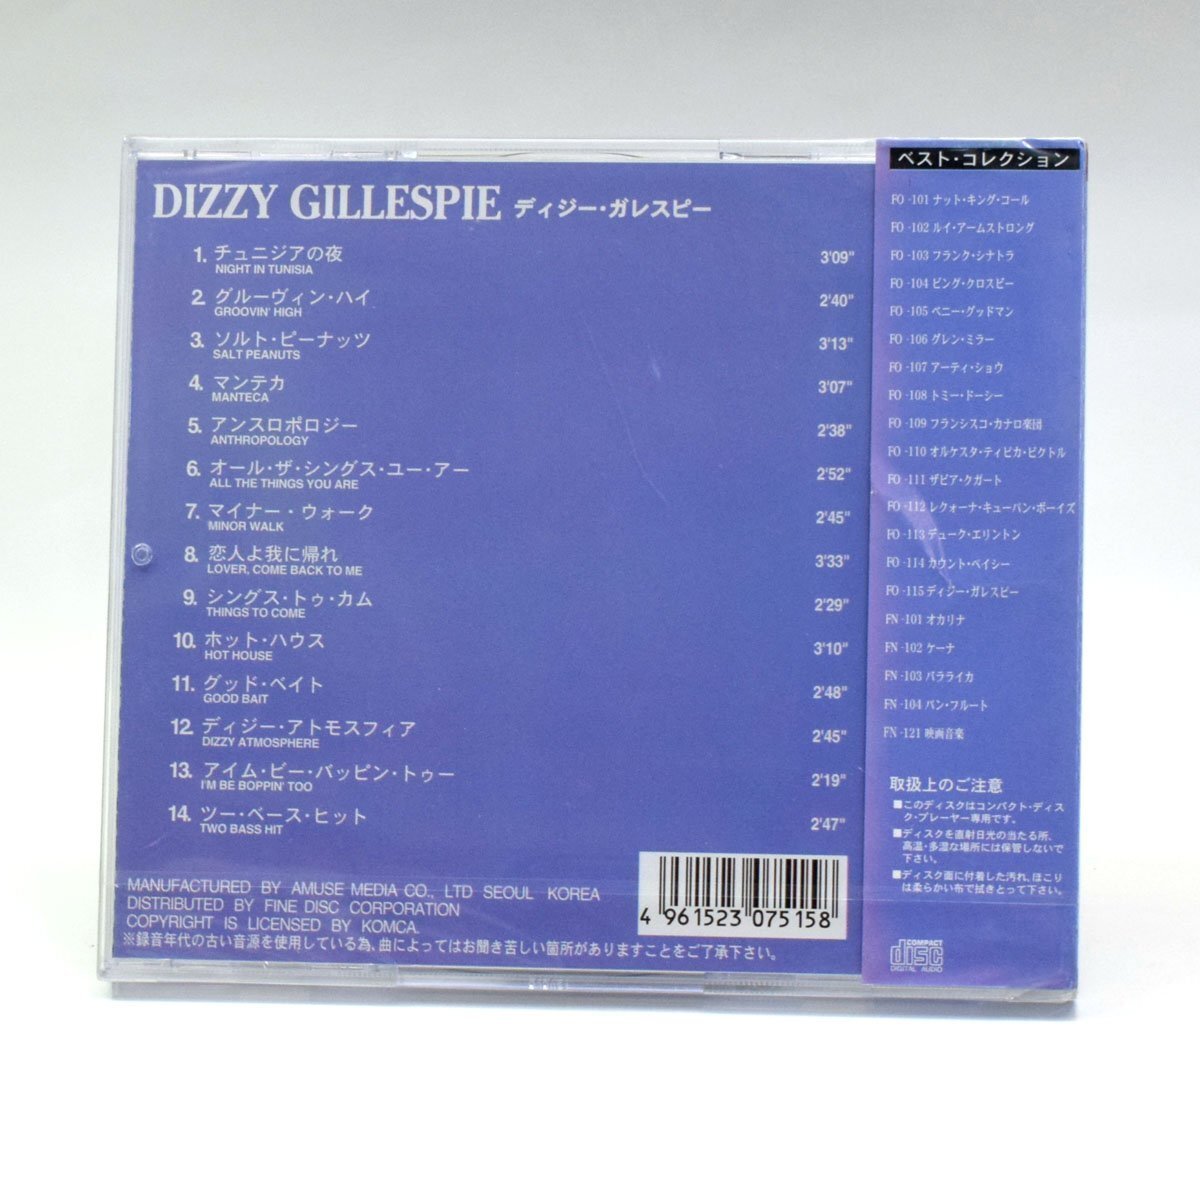 DIZZY GILLESPIE ディジー・ガレスピー
1. チュニジアの夜 3'09"
NIGHT IN TUNISIA
2. グルーヴィン・ハイ 2'40"
GROOVIN' HIGH
3. ソルト・ピーナッツ 3'13"
SALT PEANUTS
4. マンテカ 3'07"
MANTECA
5. アンスロポロジー 2'38"
ANTHROPOLOGY
6. オール・ザ・シングス・ユー・アー 2'52"
ALL THE THINGS YOU ARE
7. マイナー・ウォーク 2'45"
MINOR WALK
8. 恋人よ我に帰れ 3'33"
LOVER, COME BACK TO ME
9. シングス・トゥ・カム 2'29"
THINGS TO COME
10. ホット・ハウス 3'10"
HOT HOUSE
11. グッド・ベイト 2'48"
GOOD BAIT
12. ディジー・アトモスフィア 2'45"
DIZZY ATMOSPHERE
13. アイム・ビー・バッピン・トゥー 2'19"
I'M BE BOPPIN' TOO
14. ツー・ベース・ヒット 2'47"
TWO BASS HIT
MANUFACTURED BY AMUSE MEDIA CO., LTD SEOUL KOREA
DISTRIBUTED BY FINE DISC CORPORATION
COPYRIGHT IS LICENSED BY KOMCA.
※録音年代の古い音源を使用している為、曲によってはお聞き苦しい箇所がありますことをご了承下さい。
4 961523 075158
ベスト・コレクション
FO -101 ナット・キング・コール
FO -102 ルイ・アームストロング
FO -103 フランク・シナトラ
FO -104 ビング・クロスビー
FO -105 ベニー・グッドマン
FO -106 グレン・ミラー
FO -107 アーティ・ショウ
FO -108 トミー・ドーシー
FO -109 フランシスコ・カナロ楽団
FO -110 オルケスタ・ティピカ・ビクトル
FO -111 ザビア・クガート
FO -112 レクォーナ・キューバン・ボーイズ
FO -113 デューク・エリントン
FO -114 カウント・ベイシー
FO -115 ディジー・ガレスピー
FN -101 オカリナ
FN -102 ケーナ
FN -103 バラライカ
FN -104 パン・フルート
FN -121 映画音楽
取扱上のご注意
■このディスクはコンパクト・ディス
ク・プレーヤー専用です。
■ディスクを直射日光の当たる所、
高温・多湿な場所には保管しないで
下さい。
■ディスク面に付着した汚れ、ほこり
は柔らかい布で拭きとって下さい。
COMPACT
disc
DIGITAL AUDIO